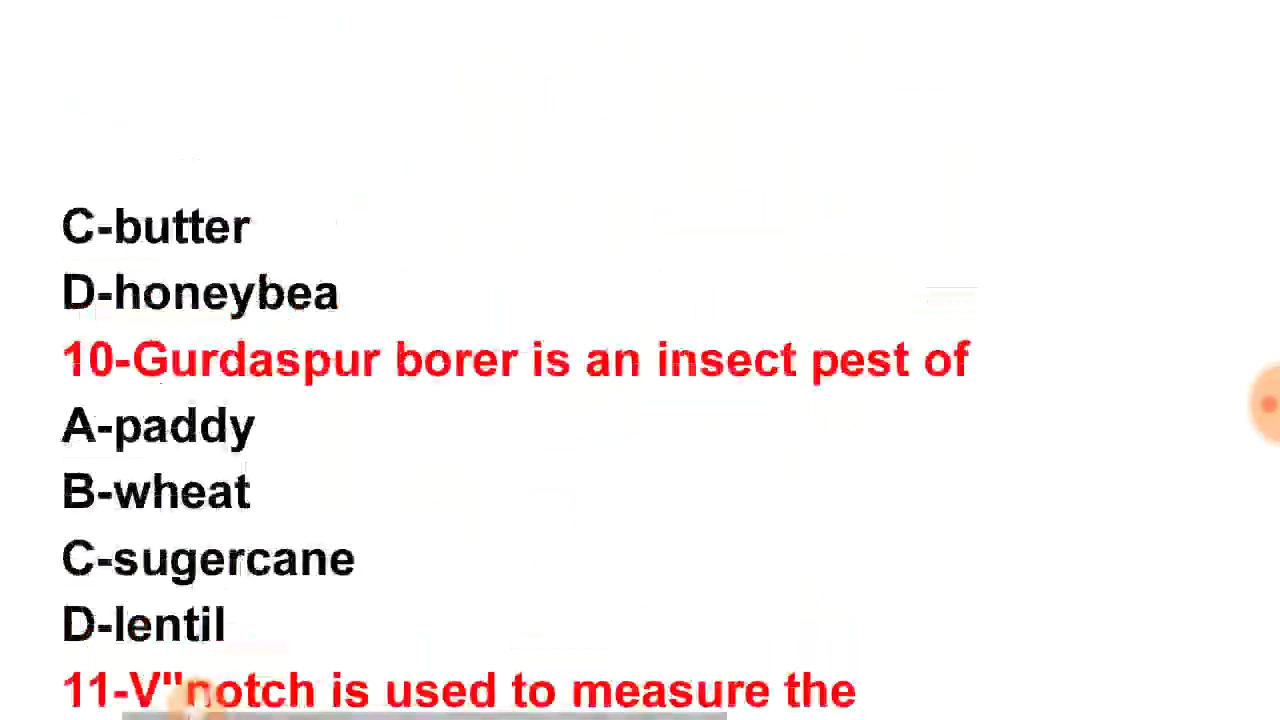 C-butter
D-honeybea
10-Gurdaspur borer is an insect pest of
A-paddy
B-wheat
C-sugercane
D-lentil
11-V"notch is used to measure the